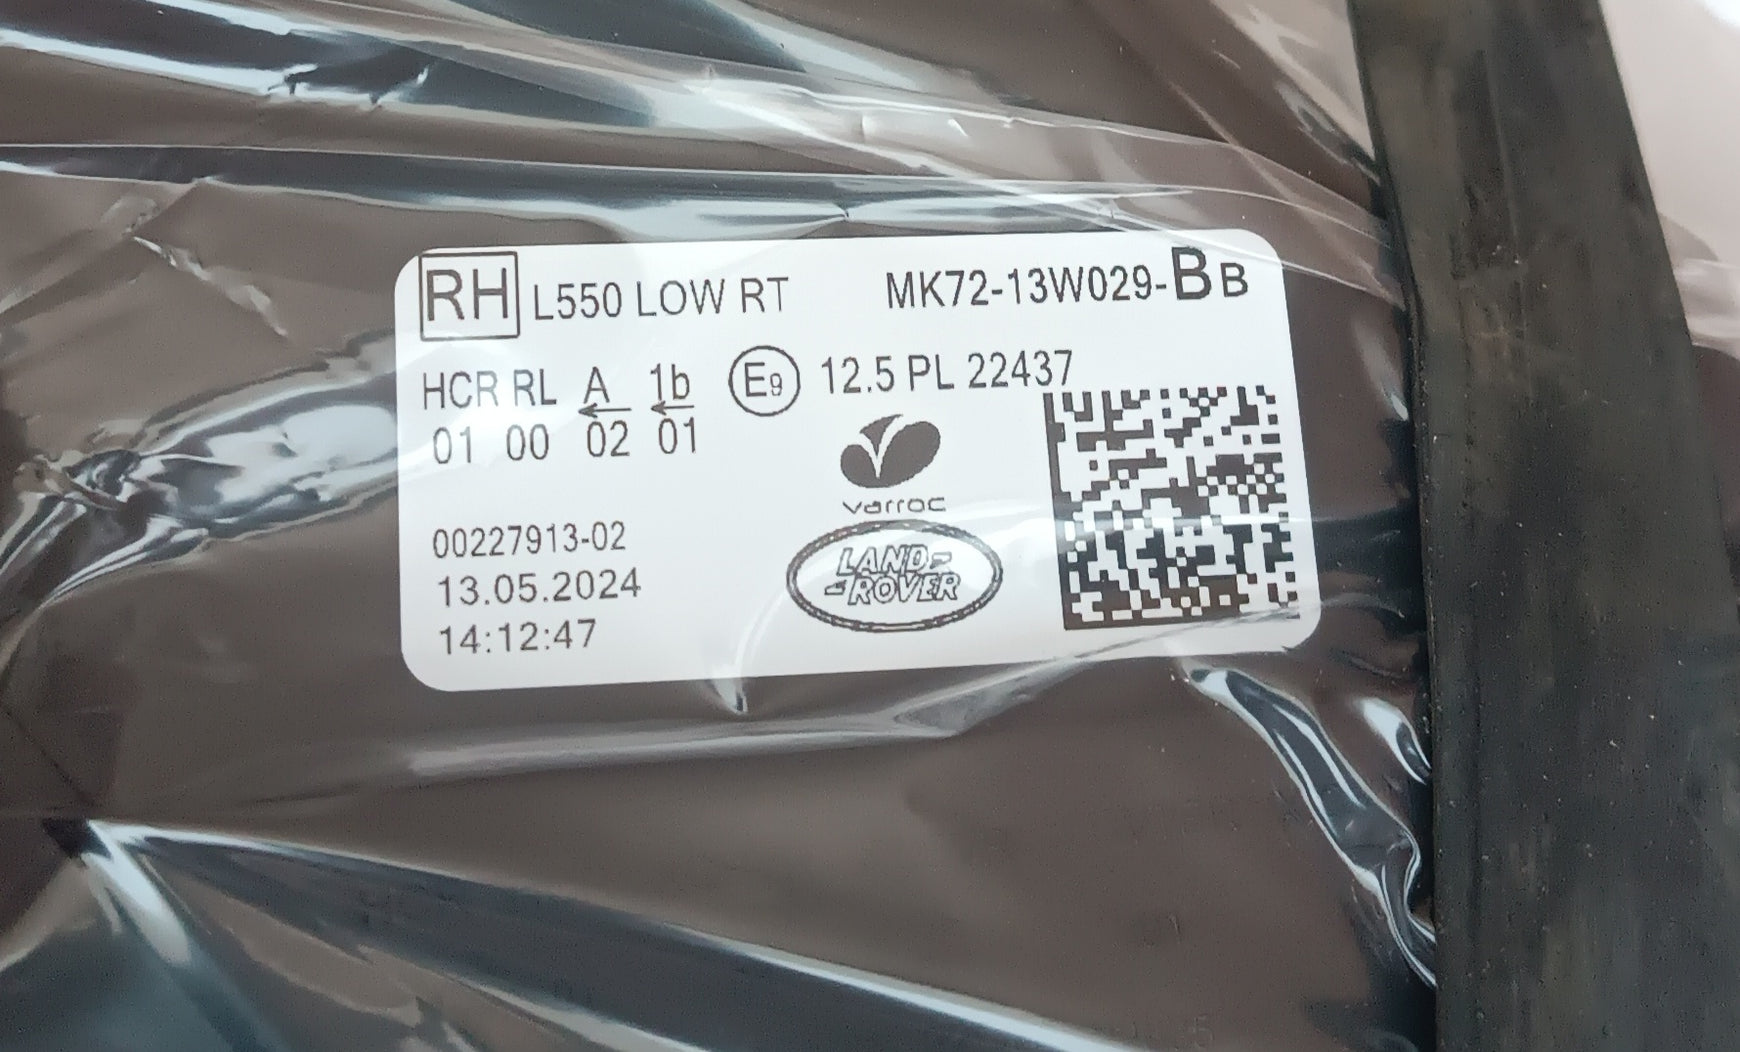 RH L550 LOW RT MK72-13W029-BB
HCR RL A 1b E9 12.5 PL 22437
01 00 02 01
varroc
00227913-02
LAND-
-ROVER
13.05.2024
14:12:47